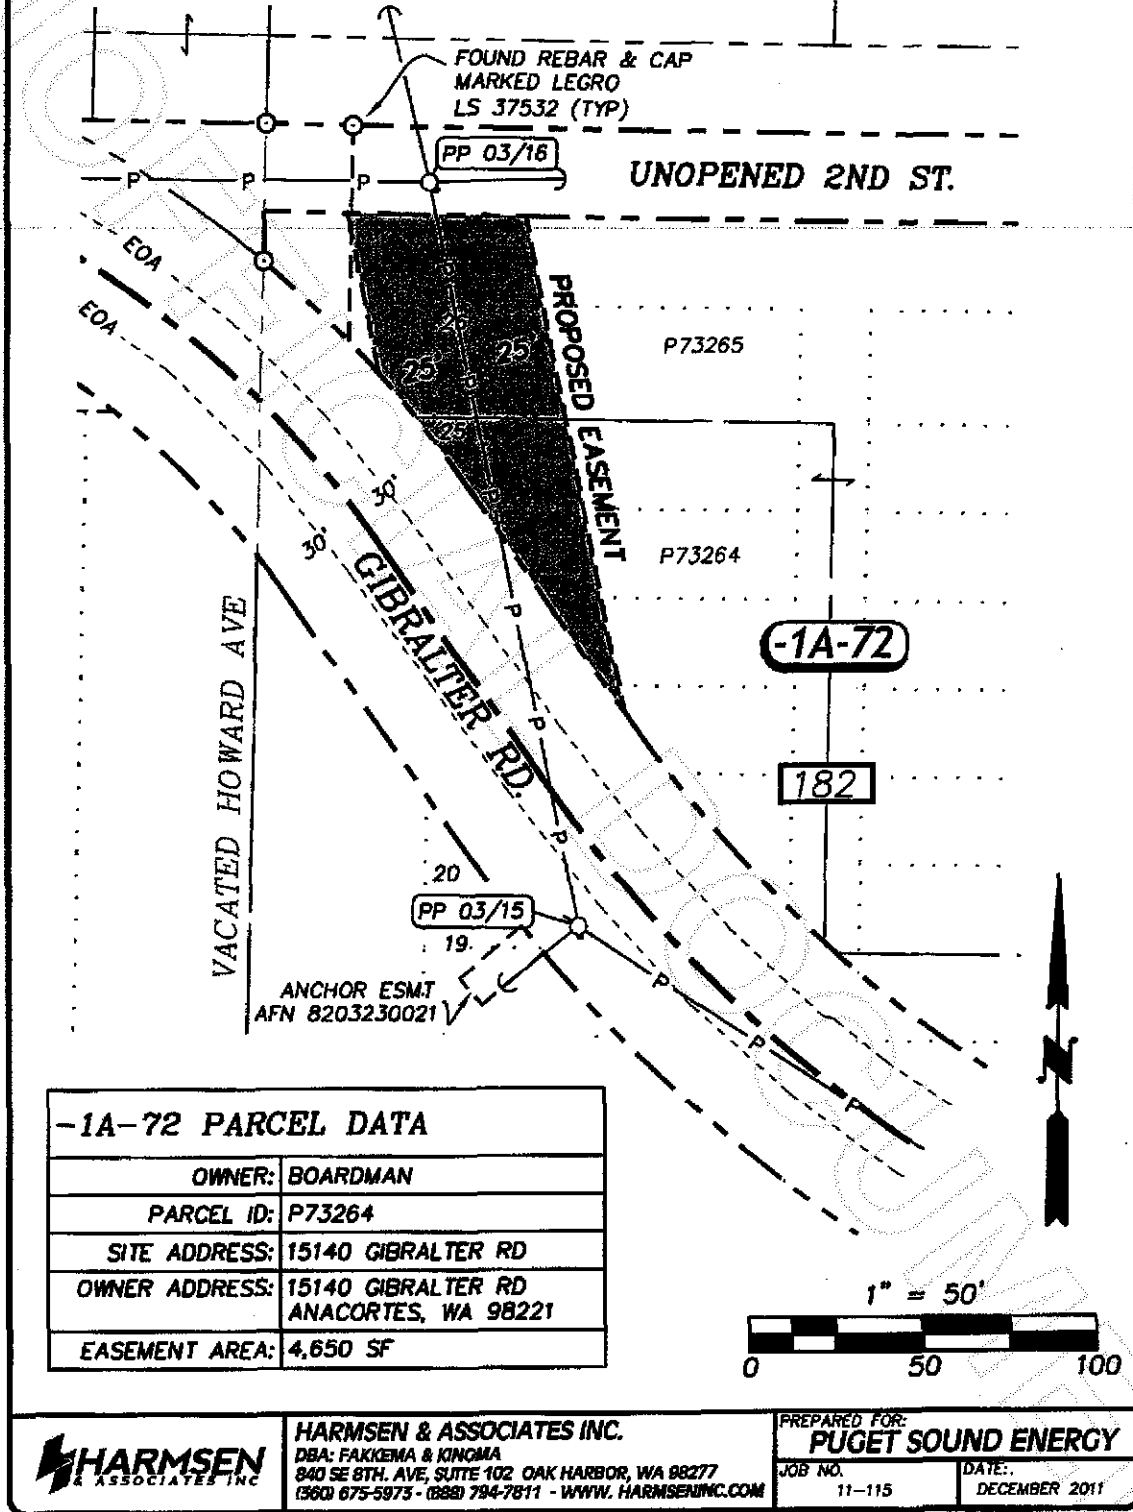 FOUND REBAR & CAP
MARKED LEGRO
LS 37532 (TYP)
PP 03/16
UNOPENED 2ND ST.
P
P
P
EOA
EOA
PROPOSED EASEMENT
P
25'
25'
25'
P
25'
P
P73265
P73264
30'
30'
GIBRALTER RD.
P
P
P
VACATED HOWARD AVE
-1A-72
182
20
PP 03/15
19
ANCHOR ESMT
AFN 8203230021
P
P
P
N
-1A-72 PARCEL DATA
OWNER: BOARDMAN
PARCEL ID: P73264
SITE ADDRESS: 15140 GIBRALTER RD
OWNER ADDRESS: 15140 GIBRALTER RD
ANACORTES, WA 98221
EASEMENT AREA: 4,650 SF
1" = 50'
0 50 100
HARMSEN
& ASSOCIATES INC
HARMSEN & ASSOCIATES INC.
DBA: FAKKEMA & KINGMA
840 SE 8TH. AVE, SUITE 102 OAK HARBOR, WA 98277
(360) 675-5973 - (888) 794-7811 - WWW. HARMSENINC.COM
PREPARED FOR:
PUGET SOUND ENERGY
JOB NO.
11-115
DATE:.
DECEMBER 2011
UNOFFICIAL DOCUMENT